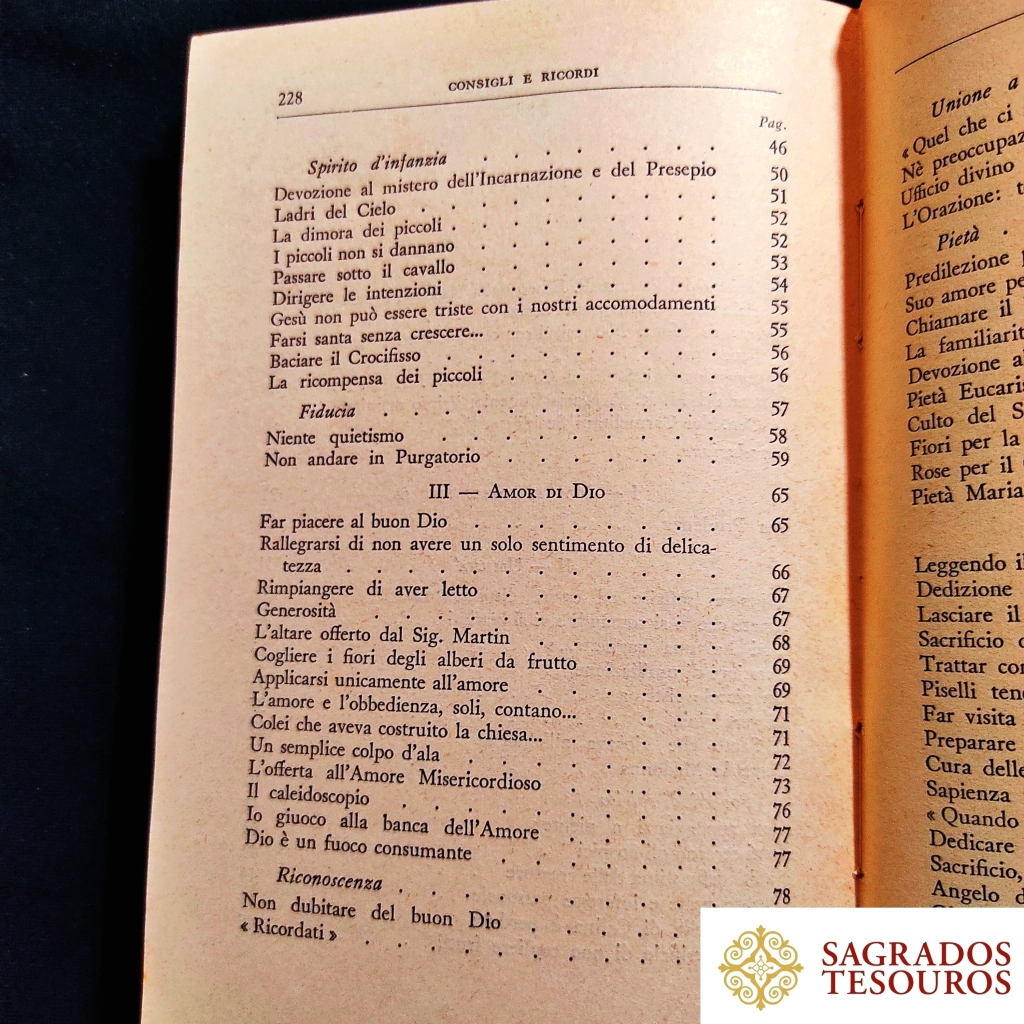 228 CONSIGLI E RICORDI
Pag.
Spirito d'infanzia . . . . . . . . 46
Devozione al mistero dell'Incarnazione e del Presepio 50
Ladri del Cielo . . . . . . . . . 51
La dimora dei piccoli . . . . . . . . 52
I piccoli non si dannano . . . . . . . . 52
Passare sotto il cavallo . . . . . . . . 53
Dirigere le intenzioni . . . . . . . . 54
Gesù non può essere triste con i nostri accomodamenti 55
Farsi santa senza crescere... . . . . . . . 55
Baciare il Crocifisso . . . . . . . . 56
La ricompensa dei piccoli . . . . . . . 56
Fiducia . . . . . . . . . . . 57
Niente quietismo . . . . . . . . . 58
Non andare in Purgatorio . . . . . . . 59
III — AMOR DI DIO 65
Far piacere al buon Dio . . . . . . . . 65
Rallegrarsi di non avere un solo sentimento di delica-
tezza . . . . . . . . . . . . 66
Rimpiangere di aver letto . . . . . . . . 67
Generosità . . . . . . . . . . . 67
L'altare offerto dal Sig. Martin . . . . . . 68
Cogliere i fiori degli alberi da frutto . . . . 69
Applicarsi unicamente all'amore . . . . . . 69
L'amore e l'obbedienza, soli, contano... . . . . 71
Colei che aveva costruito la chiesa... . . . . . 71
Un semplice colpo d'ala . . . . . . . . 72
L'offerta all'Amore Misericordioso . . . . . 73
Il caleidoscopio . . . . . . . . . . 76
Io giuoco alla banca dell'Amore . . . . . . 77
Dio è un fuoco consumante . . . . . . . 77
Riconoscenza . . . . . . . . . . 78
Non dubitare del buon Dio . . . . . .
« Ricordati » . . . . . . . . . .
Unione a
« Quel che ci
Nè preoccupaz
Ufficio divino
L'Orazione: t
Pietà .
Predilezione
Suo amore pe
Chiamare il
La familiarit
Devozione al
Pietà Eucaris
Culto del S
Fiori per la
Rose per il
Pietà Maria
Leggendo il
Dedizione
Lasciare il
Sacrificio
Trattar con
Piselli tene
Far visita
Preparare
Cura delle
Sapienza
« Quando
Dedicare
Sacrificio,
Angelo d
SAGRADOS
TESOUROS